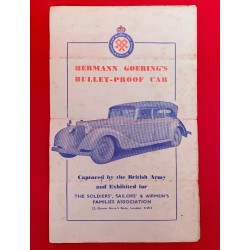 HERMANN GOERING'S
BULLET-PROOF CAR
Captured by the British Army
and Exhibited for
THE SOLDIERS', SAILORS' & AIRMEN'S
FAMILIES ASSOCIATION